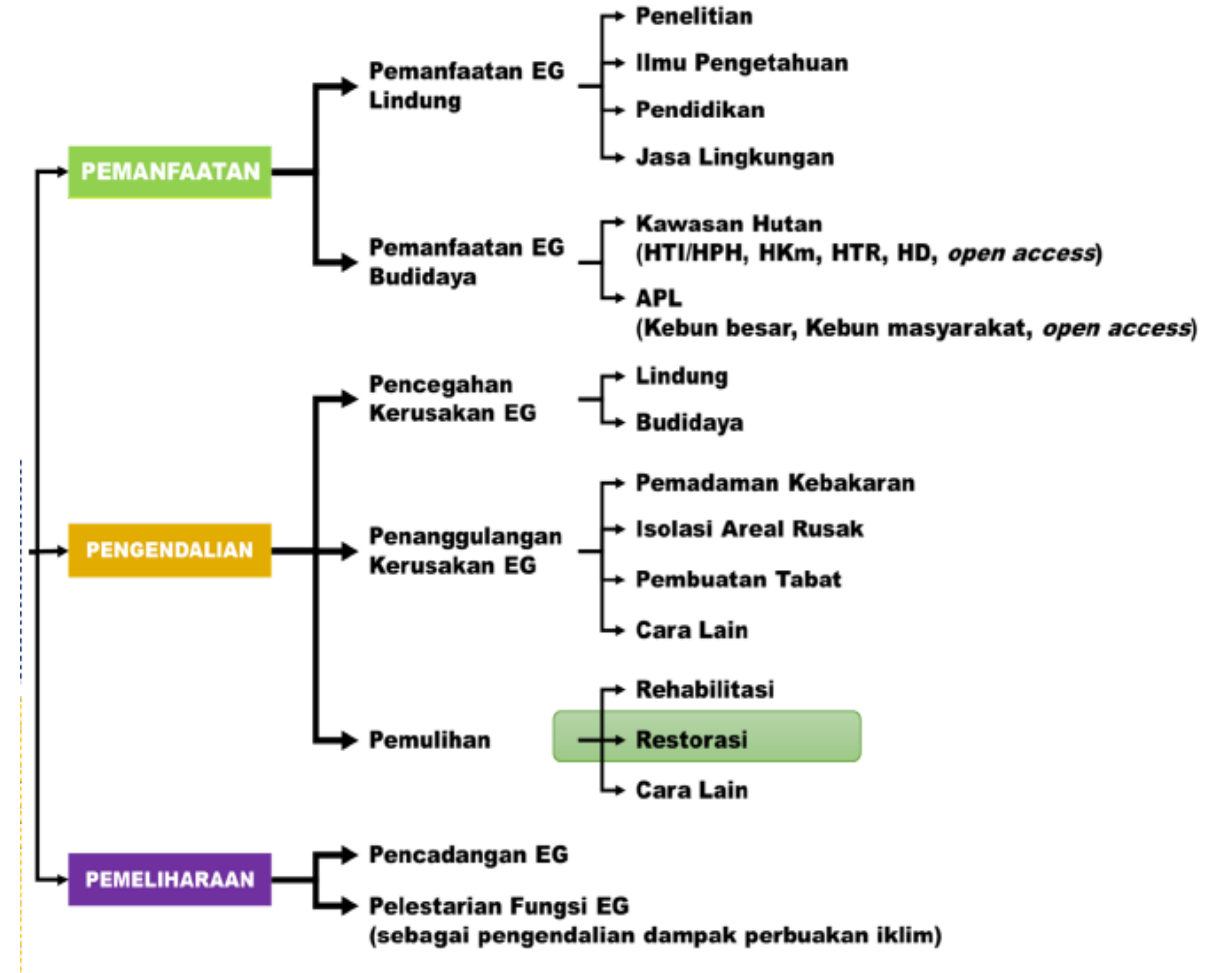 PEMANFAATAN
Pemanfaatan EG
Lindung
Penelitian
Ilmu Pengetahuan
Pendidikan
Jasa Lingkungan
Pemanfaatan EG
Budidaya
Kawasan Hutan
(HTI/HPH, HKm, HTR, HD, open access)
APL
(Kebun besar, Kebun masyarakat, open access)
PENGENDALIAN
Pencegahan
Kerusakan EG
Lindung
Budidaya
Penanggulangan
Kerusakan EG
Pemadaman Kebakaran
Isolasi Areal Rusak
Pembuatan Tabat
Cara Lain
Pemulihan
Rehabilitasi
Restorasi
Cara Lain
PEMELIHARAAN
Pencadangan EG
Pelestarian Fungsi EG
(sebagai pengendalian dampak perbuakan iklim)